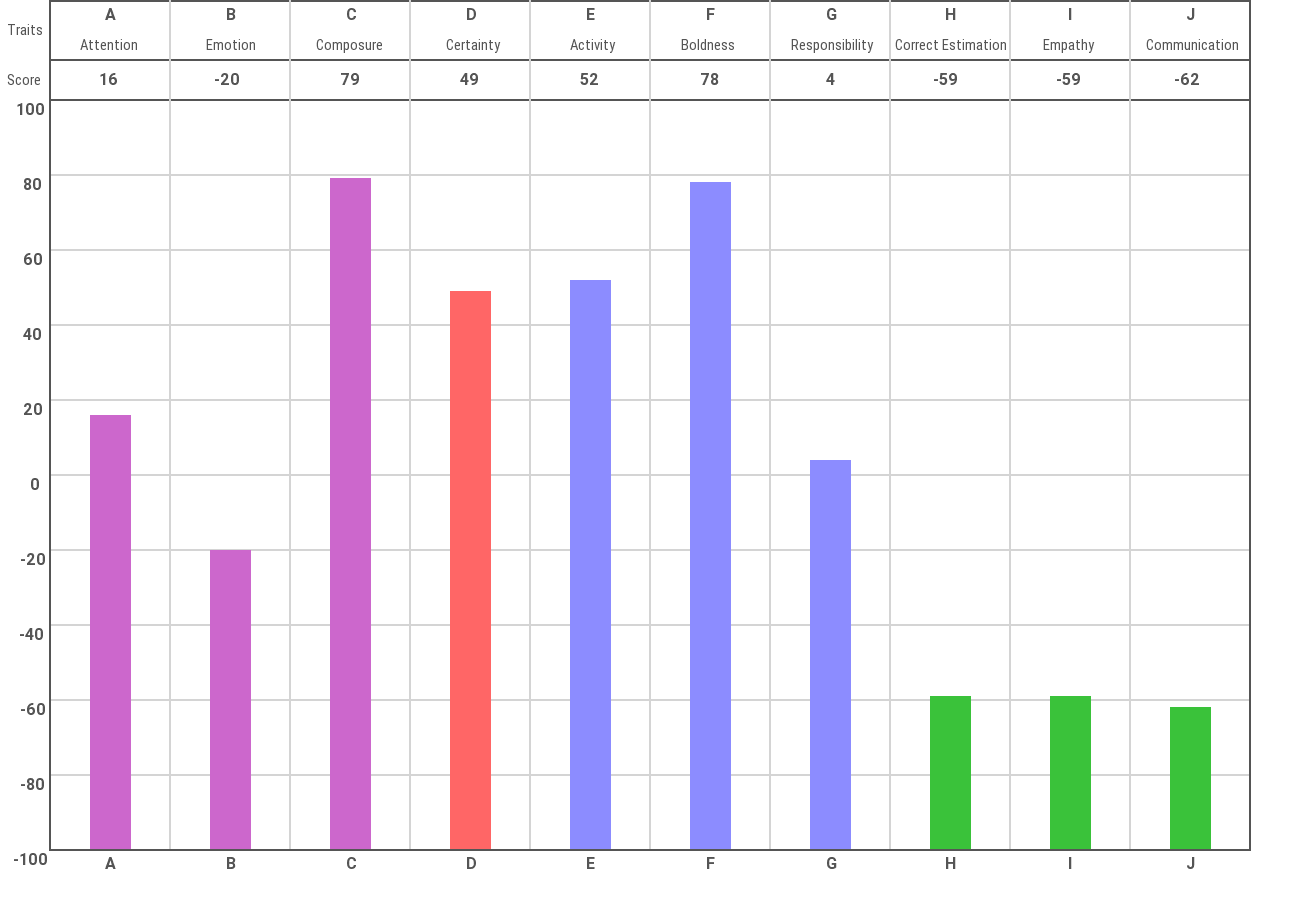 A B C D E F G H I J
Traits
Attention Emotion Composure Certainty Activity Boldness Responsibility Correct Estimation Empathy Communication
Score 16 -20 79 49 52 78 4 -59 -59 -62
100
80
60
40
20
0
-20
-40
-60
-80
-100
A B C D E F G H I J